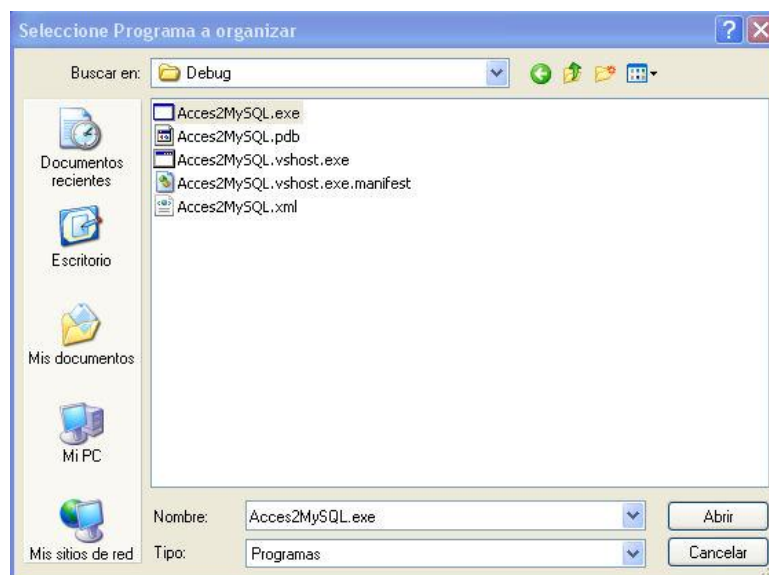 Seleccione Programa a organizar
Buscar en: Debug
Documentos
recientes
Escritorio
Mis documentos
Mi PC
Mis sitios de red
Acces2MySQL.exe
Acces2MySQL.pdb
Acces2MySQL.vshost.exe
Acces2MySQL.vshost.exe.manifest
Acces2MySQL.xml
Nombre: Acces2MySQL.exe Abrir
Tipo: Programas Cancelar